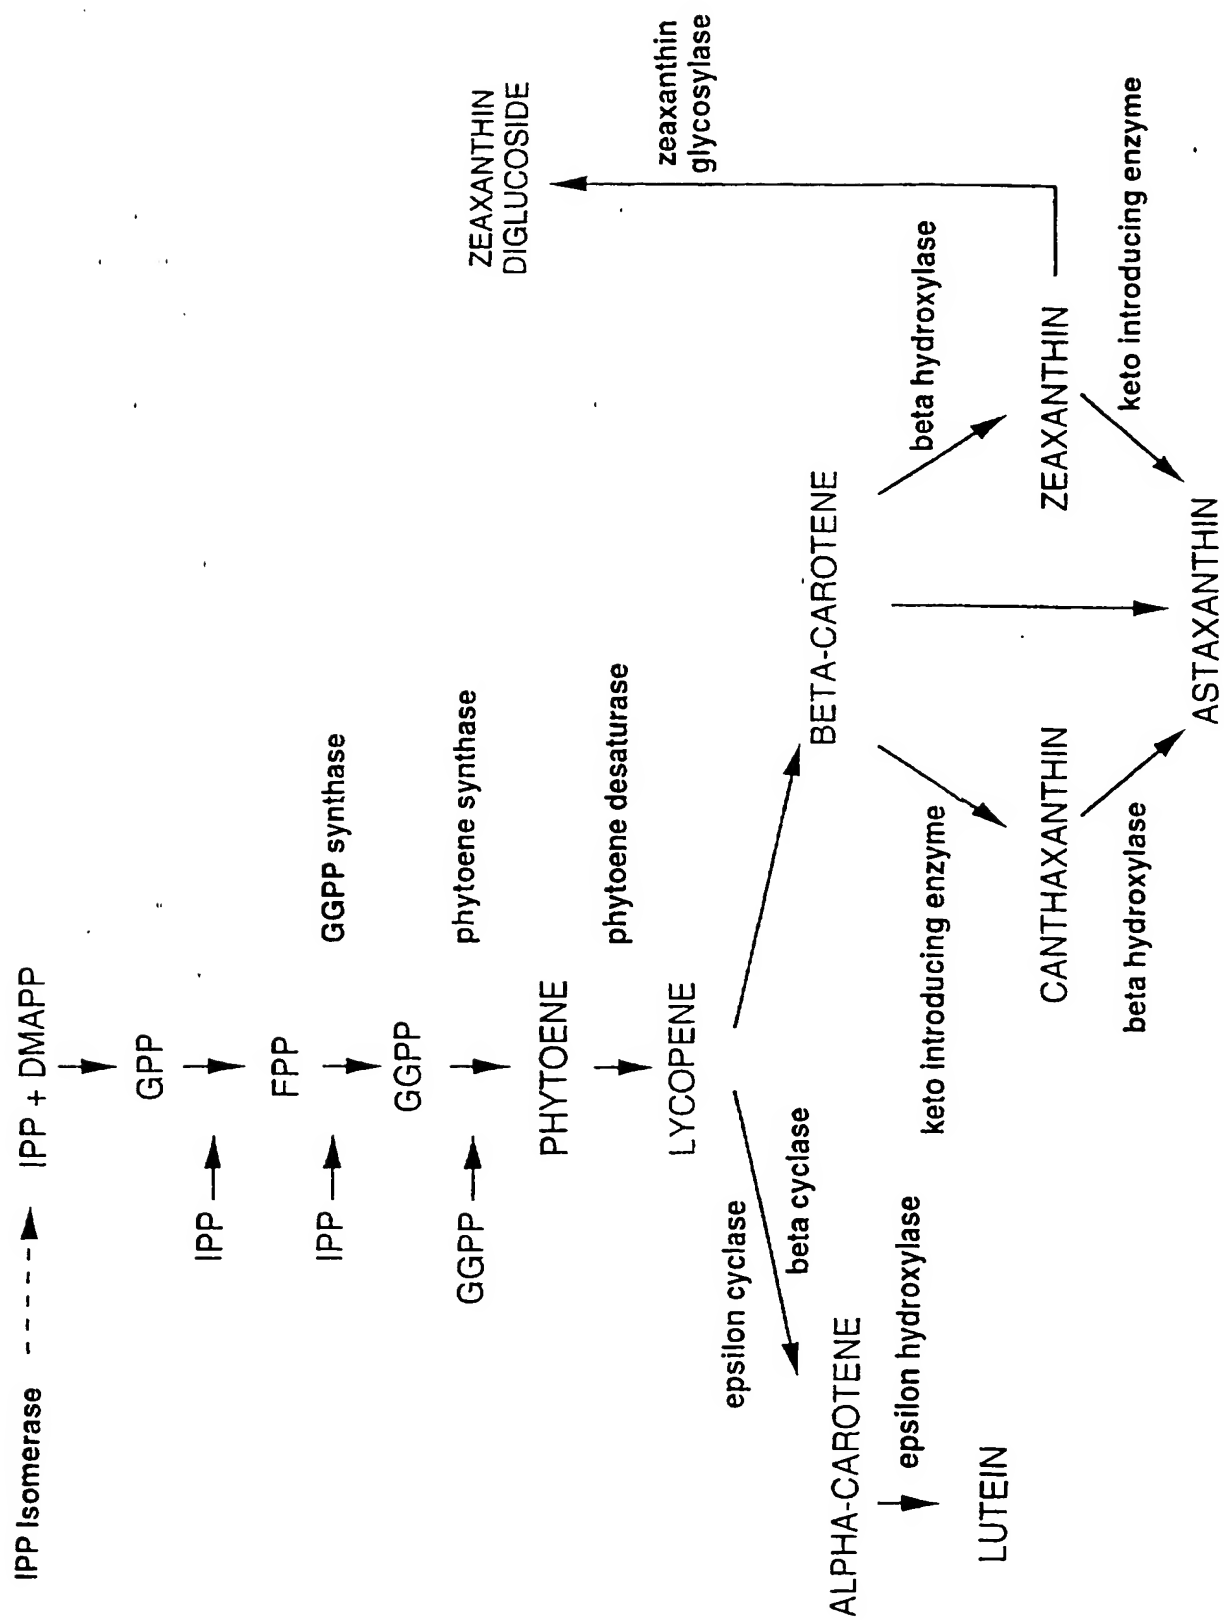 IPP Isomerase
IPP + DMAPP
GPP
IPP
FPP
IPP
GGPP synthase
GGPP
GGPP
phytoene synthase
PHYTOENE
phytoene desaturase
LYCOPENE
epsilon cyclase
beta cyclase
ALPHA-CAROTENE
BETA-CAROTENE
epsilon hydroxylase
LUTEIN
keto introducing enzyme
beta hydroxylase
CANTHAXANTHIN
ZEAXANTHIN
beta hydroxylase
keto introducing enzyme
ASTAXANTHIN
zeaxanthin
glycosylase
ZEAXANTHIN
DIGLUCOSIDE